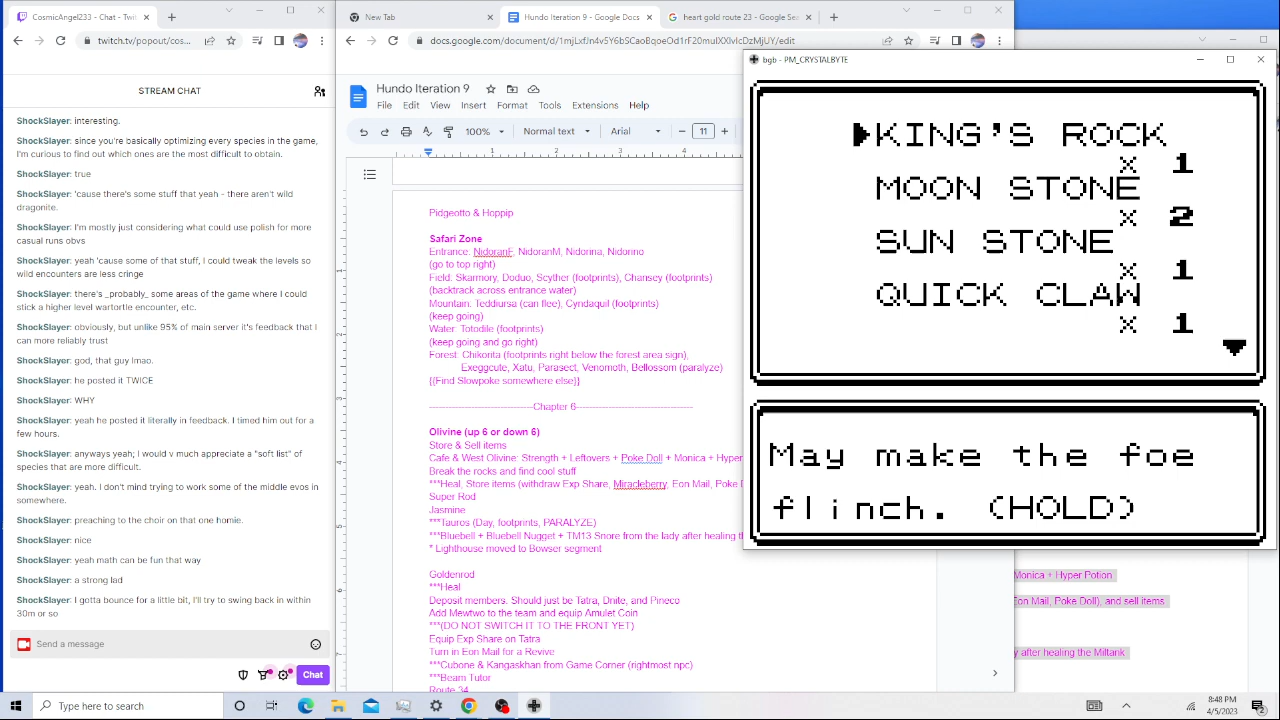 CosmicAngel233 - Chat - Twit
twitch.tv/popout/cos...
STREAM CHAT
ShockSlayer: interesting.
ShockSlayer: since you're basically optimizing every species in the game,
I'm curious to find out which ones are the most difficult to obtain.
ShockSlayer: true
ShockSlayer: 'cause there's some stuff that yeah - there aren't wild
dragonite.
ShockSlayer: I'm mostly just considering what could use polish for more
casual runs obvs
ShockSlayer: yeah 'cause some of that stuff, I could tweak the levels so
wild encounters are less cringe
ShockSlayer: there's _probably_ some areas of the game where I could
stick a higher level wartortle encounter, etc.
ShockSlayer: obviously, but unlike 95% of main server it's feedback that I
can more reliably trust
ShockSlayer: god, that guy lmao.
ShockSlayer: he posted it TWICE
ShockSlayer: WHY
ShockSlayer: yeah he posted it literally in feedback. I timed him out for a
few hours.
ShockSlayer: anyways yeah; I would v much appreciate a "soft list" of
species that are more difficult.
ShockSlayer: yeah. I don't mind trying to work some of the middle evos in
somewhere.
ShockSlayer: preaching to the choir on that one homie.
ShockSlayer: nice
ShockSlayer: yeah math can be fun that way
ShockSlayer: a strong lad
ShockSlayer: I gotta bounce for a little bit, I'll try to swing back in within
30m or so
Send a message
Chat
New Tab
Hundo Iteration 9 - Google Docs
heart gold route 23 - Google Sea
Hundo Iteration 9
File Edit View Insert Format Tools Extensions Help
100% Normal text Arial 11
1 2 3 4
Pidgeotto & Hoppip
Safari Zone
Entrance: NidoranF, NidoranM, Nidorina, Nidorino
(go to top right)
Field: Skarmory, Doduo, Scyther (footprints), Chansey (footprints)
(backtrack across entrance water)
Mountain: Teddiursa (can flee), Cyndaquil (footprints)
(keep going)
Water: Totodile (footprints)
(keep going and go right)
Forest: Chikorita (footprints right below the forest area sign),
Exeggcute, Xatu, Parasect, Venomoth, Bellossom (paralyze)
{{Find Slowpoke somewhere else}}
Chapter 6
Olivine (up 6 or down 6)
Store & Sell items
Cafe & West Olivine: Strength + Leftovers + Poke Doll + Monica + Hyper
Break the rocks and find cool stuff
***Heal, Store items (withdraw Exp Share, Miracleberry, Eon Mail, Poke D
Super Rod
Jasmine
***Tauros (Day, footprints, PARALYZE)
***Bluebell + Bluebell Nugget + TM13 Snore from the lady after healing th
* Lighthouse moved to Bowser segment
Goldenrod
***Heal
Deposit members. Should just be Tatra, Dnite, and Pineco
Add Mewtwo to the team and equip Amulet Coin
***(DO NOT SWITCH IT TO THE FRONT YET)
Equip Exp Share on Tatra
Turn in Eon Mail for a Revive
***Cubone & Kangaskhan from Game Corner (rightmost npc)
***Beam Tutor
Route 34
bgb - PM_CRYSTALBYTE
KING'S ROCK
× 1
MOON STONE
× 2
SUN STONE
× 1
QUICK CLAW
× 1
May make the foe
flinch. (HOLD)
Monica + Hyper Potion
Eon Mail, Poke Doll), and sell items
y after healing the Miltank
Type here to search
8:48 PM
4/5/2023